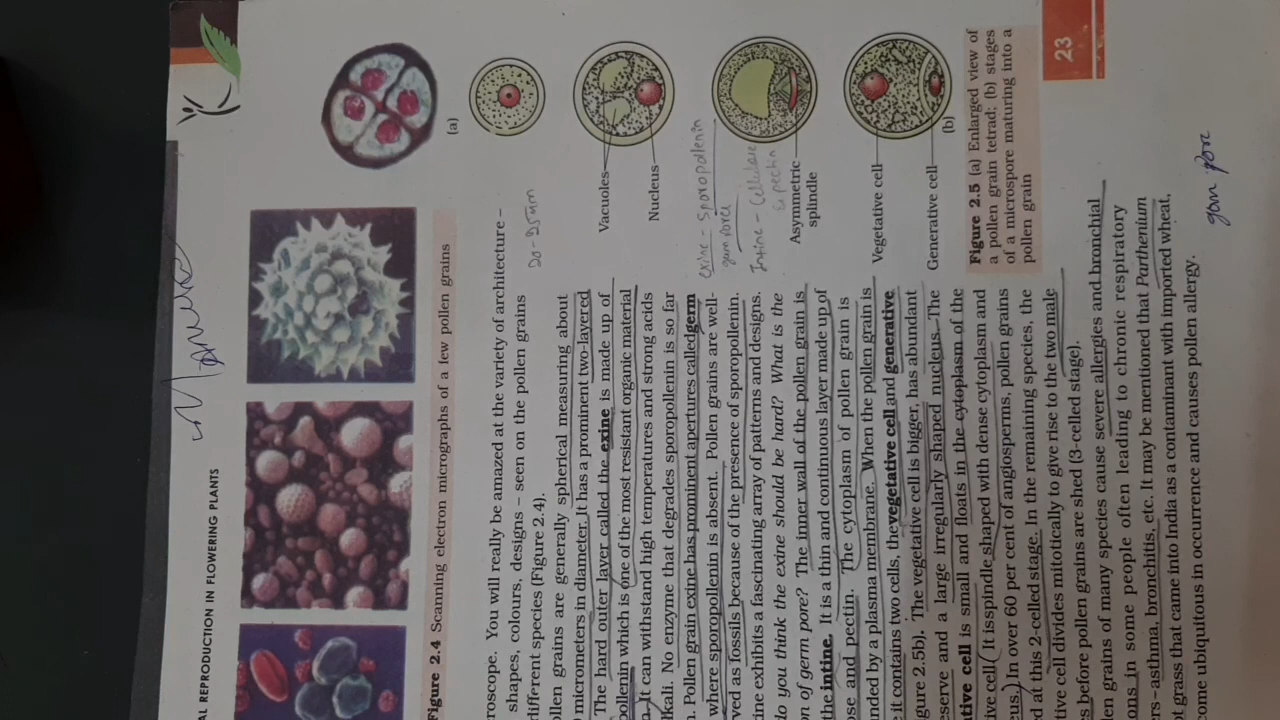 AL REPRODUCTION IN FLOWERING PLANTS
Figure 2.4 Scanning electron micrographs of a few pollen grains
roscope. You will really be amazed at the variety of architecture –
shapes, colours, designs – seen on the pollen grains
different species (Figure 2.4).
ollen grains are generally spherical measuring about
micrometers in diameter. It has a prominent two-layered
The hard outer layer called the exine is made up of
pollenin which is one of the most resistant organic material
It can withstand high temperatures and strong acids
lkali. No enzyme that degrades sporopollenin is so far
n. Pollen grain exine has prominent apertures called germ
where sporopollenin is absent. Pollen grains are well-
rved as fossils because of the presence of sporopollenin.
ine exhibits a fascinating array of patterns and designs.
do you think the exine should be hard? What is the
on of germ pore? The inner wall of the pollen grain is
the intine. It is a thin and continuous layer made up of
ose and pectin. The cytoplasm of pollen grain is
nded by a plasma membrane. When the pollen grain is
e it contains two cells, the vegetative cell and generative
igure 2.5b). The vegetative cell is bigger, has abundant
eserve and a large irregularly shaped nucleus. The
ative cell is small and floats in the cytoplasm of the
ive cell( It is spindle shaped with dense cytoplasm and
eus.) In over 60 per cent of angiosperms, pollen grains
d at this 2-celled stage. In the remaining species, the
tive cell divides mitotically to give rise to the two male
s before pollen grains are shed (3-celled stage).
en grains of many species cause severe allergies and bronchial
ons in some people often leading to chronic respiratory
rs– asthma, bronchitis, etc. It may be mentioned that Parthenium
t grass that came into India as a contaminant with imported wheat,
ome ubiquitous in occurrence and causes pollen allergy.
(a)
Vacuoles
Nucleus
exine - Sporopollenin
germ pore
Intine - Cellulose
& pectin
Asymmetric
splindle
Vegetative cell
Generative cell
(b)
Figure 2.5 (a) Enlarged view of
a pollen grain tetrad; (b) stages
of a microspore maturing into a
pollen grain
23